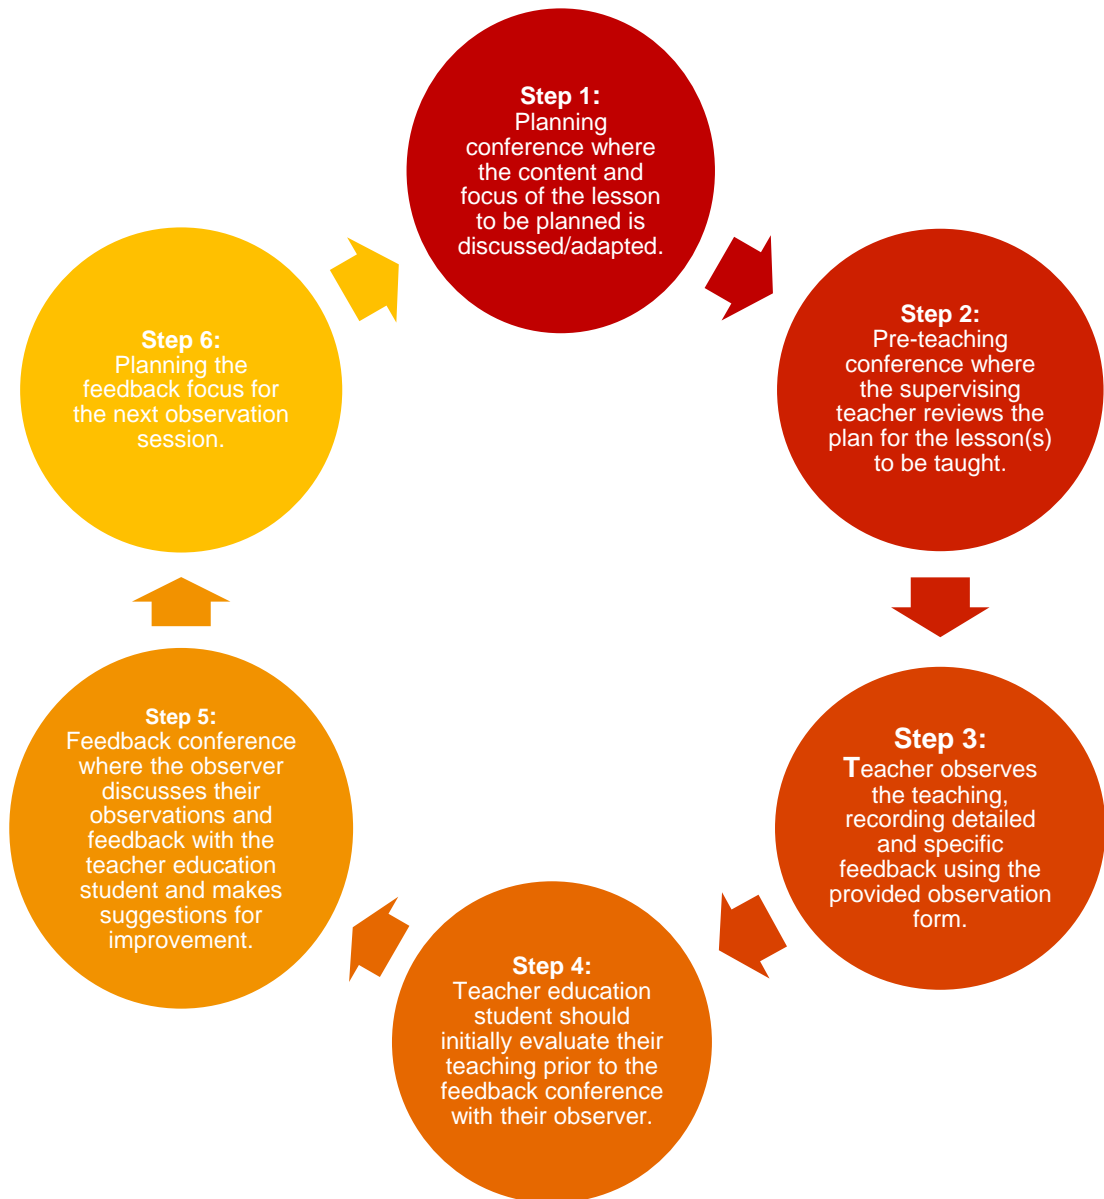 Step 1:
Planning
conference where
the content and
focus of the lesson
to be planned is
discussed/adapted.
Step 2:
Pre-teaching
conference where
the supervising
teacher reviews the
plan for the lesson(s)
to be taught.
Step 3:
Teacher observes
the teaching,
recording detailed
and specific
feedback using the
provided observation
form.
Step 4:
Teacher education
student should
initially evaluate their
teaching prior to the
feedback conference
with their observer.
Step 5:
Feedback conference
where the observer
discusses their
observations and
feedback with the
teacher education
student and makes
suggestions for
improvement.
Step 6:
Planning the
feedback focus for
the next observation
session.